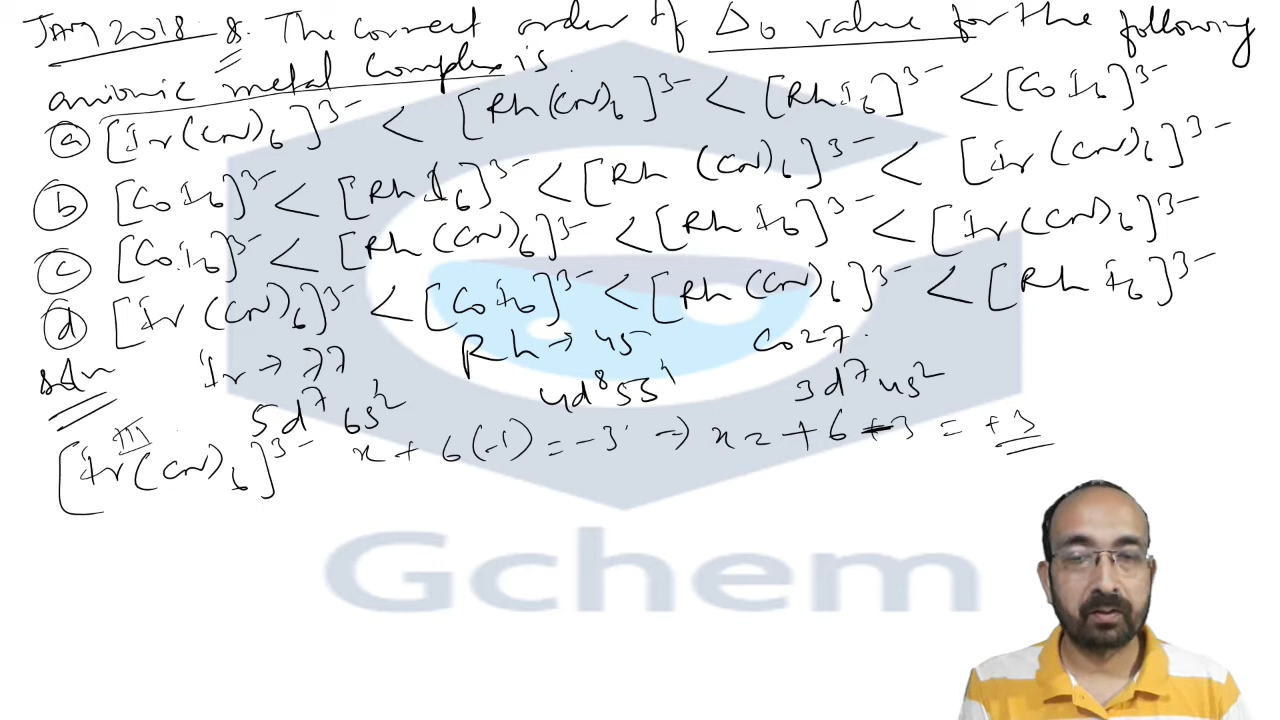 JAM 2018 8. The correct order of Δo value for the following
anionic metal complex is.
(a) [Ir(CN)6]3- < [Rh(CN)6]3- < [RhI6]3- < [CoI6]3-
(b) [CoI6]3- < [RhI6]3- < [Rh(CN)6]3- < [Ir(CN)6]3-
(c) [CoI6]3- < [Rh(CN)6]3- < [RhI6]3- < [Ir(CN)6]3-
(d) [Ir(CN)6]3- < [CoI6]3- < [Rh(CN)6]3- < [RhI6]3-
Soln Ir → 77 Rh → 45 Co 27
5d7 6s2 4d8 5s1 3d7 4s2
III
[Ir(CN)6]3- x + 6(-1) = -3 ⇒ x = +6 -3 = +3
Gchem